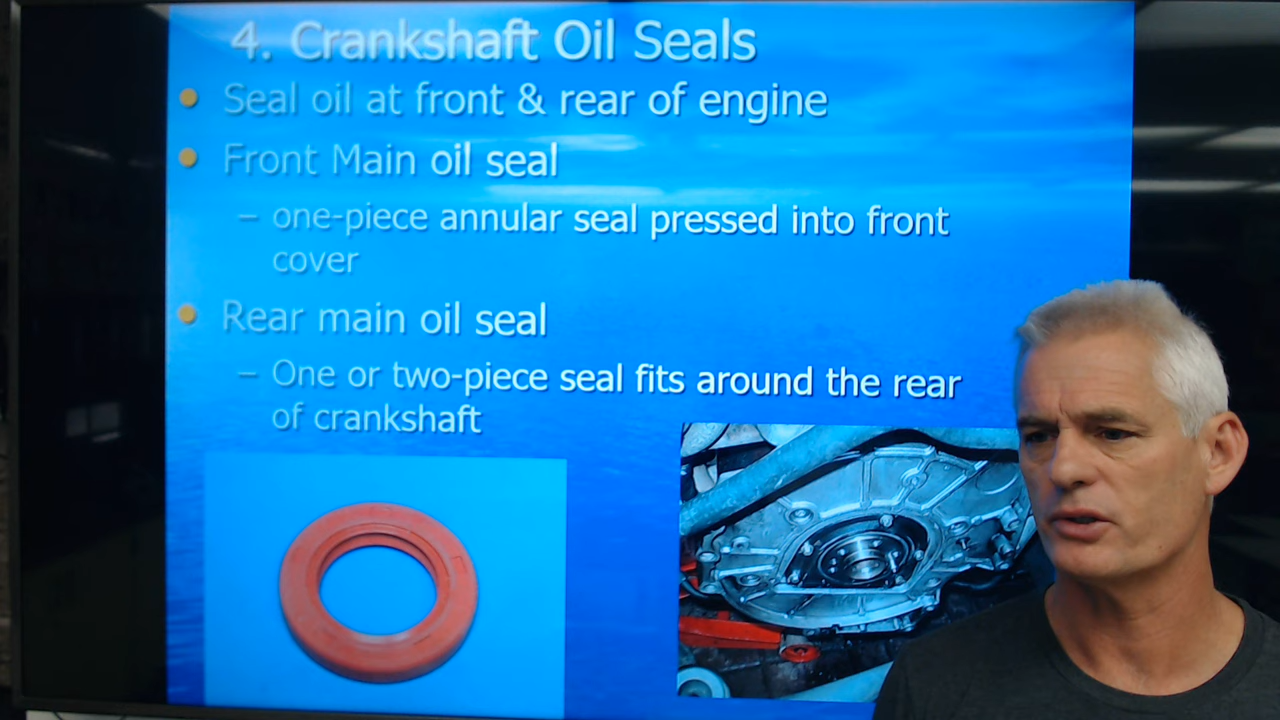 4. Crankshaft Oil Seals
Seal oil at front & rear of engine
Front Main oil seal
– one-piece annular seal pressed into front
cover
Rear main oil seal
– One or two-piece seal fits around the rear
of crankshaft